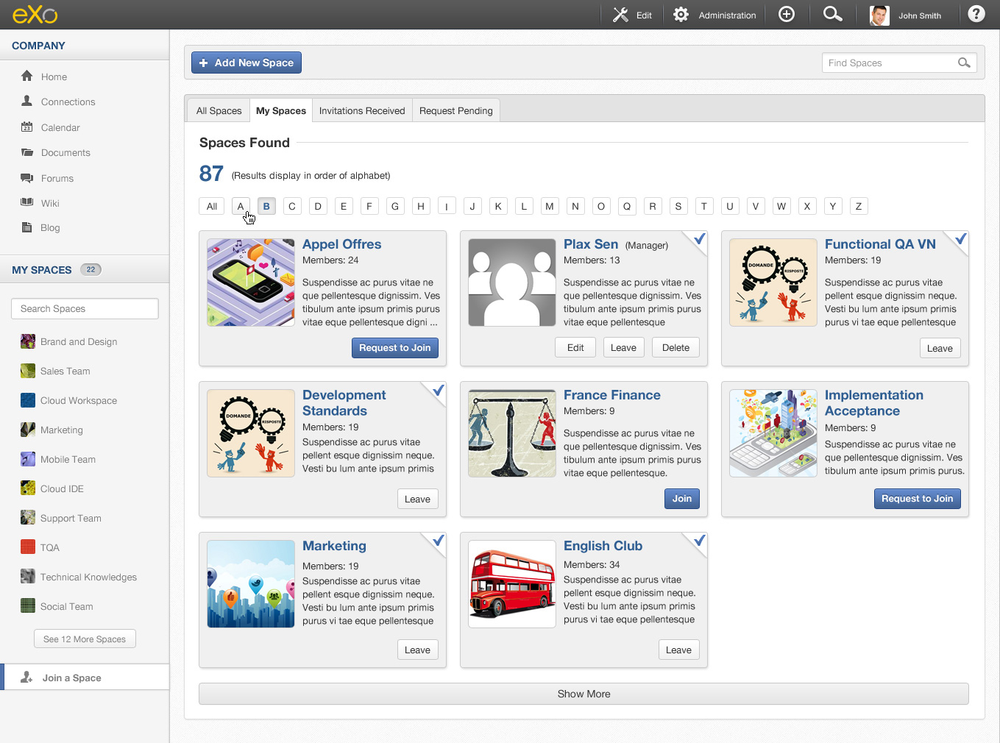 eXo
Edit
Administration
John Smith
?
COMPANY
Home
Connections
23
Calendar
Documents
Forums
Wiki
Blog
MY SPACES 22
Search Spaces
Brand and Design
Sales Team
Cloud Workspace
Marketing
Mobile Team
Cloud IDE
Support Team
TQA
Technical Knowledges
Social Team
See 12 More Spaces
Join a Space
+ Add New Space
Find Spaces
All Spaces
My Spaces
Invitations Received
Request Pending
Spaces Found
87 (Results display in order of alphabet)
All A B C D E F G H I J K L M N O Q R S T U V W X Y Z
Appel Offres
Members: 24
Suspendisse ac purus vitae ne
que pellentesque dignissim. Ves
tibulum ante ipsum primis purus
vitae eque pellentesque digni ...
Request to Join
Plax Sen (Manager)
Members: 13
Suspendisse ac purus vitae ne
que pellentesque dignissim. Ves
tibulum ante ipsum primis purus
vitae eque pellentesque
Edit
Leave
Delete
DOMANDE
RISPOSTE
Functional QA VN
Members: 19
Suspendisse ac purus vitae
pellent esque dignissim neque.
Vesti bu lum ante ipsum primis
purus vi tae eque pellentesque
Leave
DOMANDE
RISPOSTE
Development
Standards
Members: 19
Suspendisse ac purus vitae
pellent esque dignissim neque.
Vesti bu lum ante ipsum primis
Leave
France Finance
Members: 9
Suspendisse ac purus vitae ne
que pellentesque dignissim. Ves
tibulum ante ipsum primis purus
vitae eque pellentesque.
Join
Implementation
Acceptance
Members: 9
Suspendisse ac purus vitae ne
que pellentesque dignissim. Ves
tibulum ante ipsum primis purus.
Request to Join
Marketing
Members: 19
Suspendisse ac purus vitae
pellent esque dignissim neque.
Vesti bu lum ante ipsum primis
purus vi tae eque pellentesque
Leave
English Club
Members: 34
Suspendisse ac purus vitae
pellent esque dignissim neque.
Vesti bu lum ante ipsum primis
purus vi tae eque pellentesque
Leave
Show More